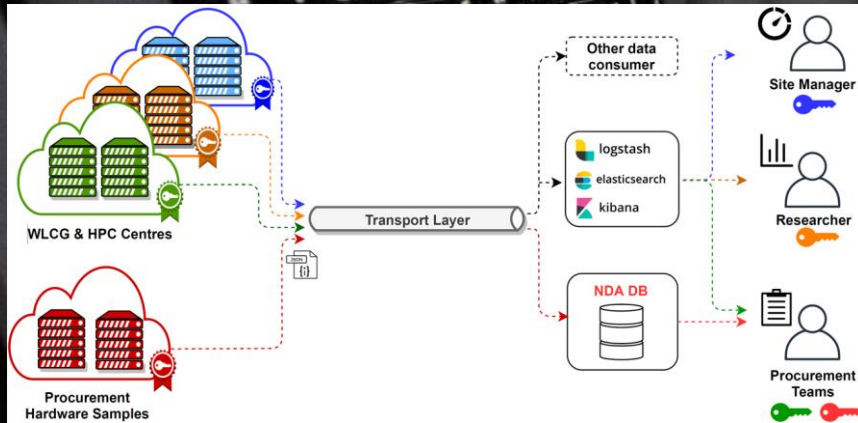 WLCG & HPC Centres
Procurement
Hardware Samples
JSON
{;}
Transport Layer
Other data
consumer
logstash
elasticsearch
kibana
NDA DB
Site Manager
Researcher
Procurement
Teams